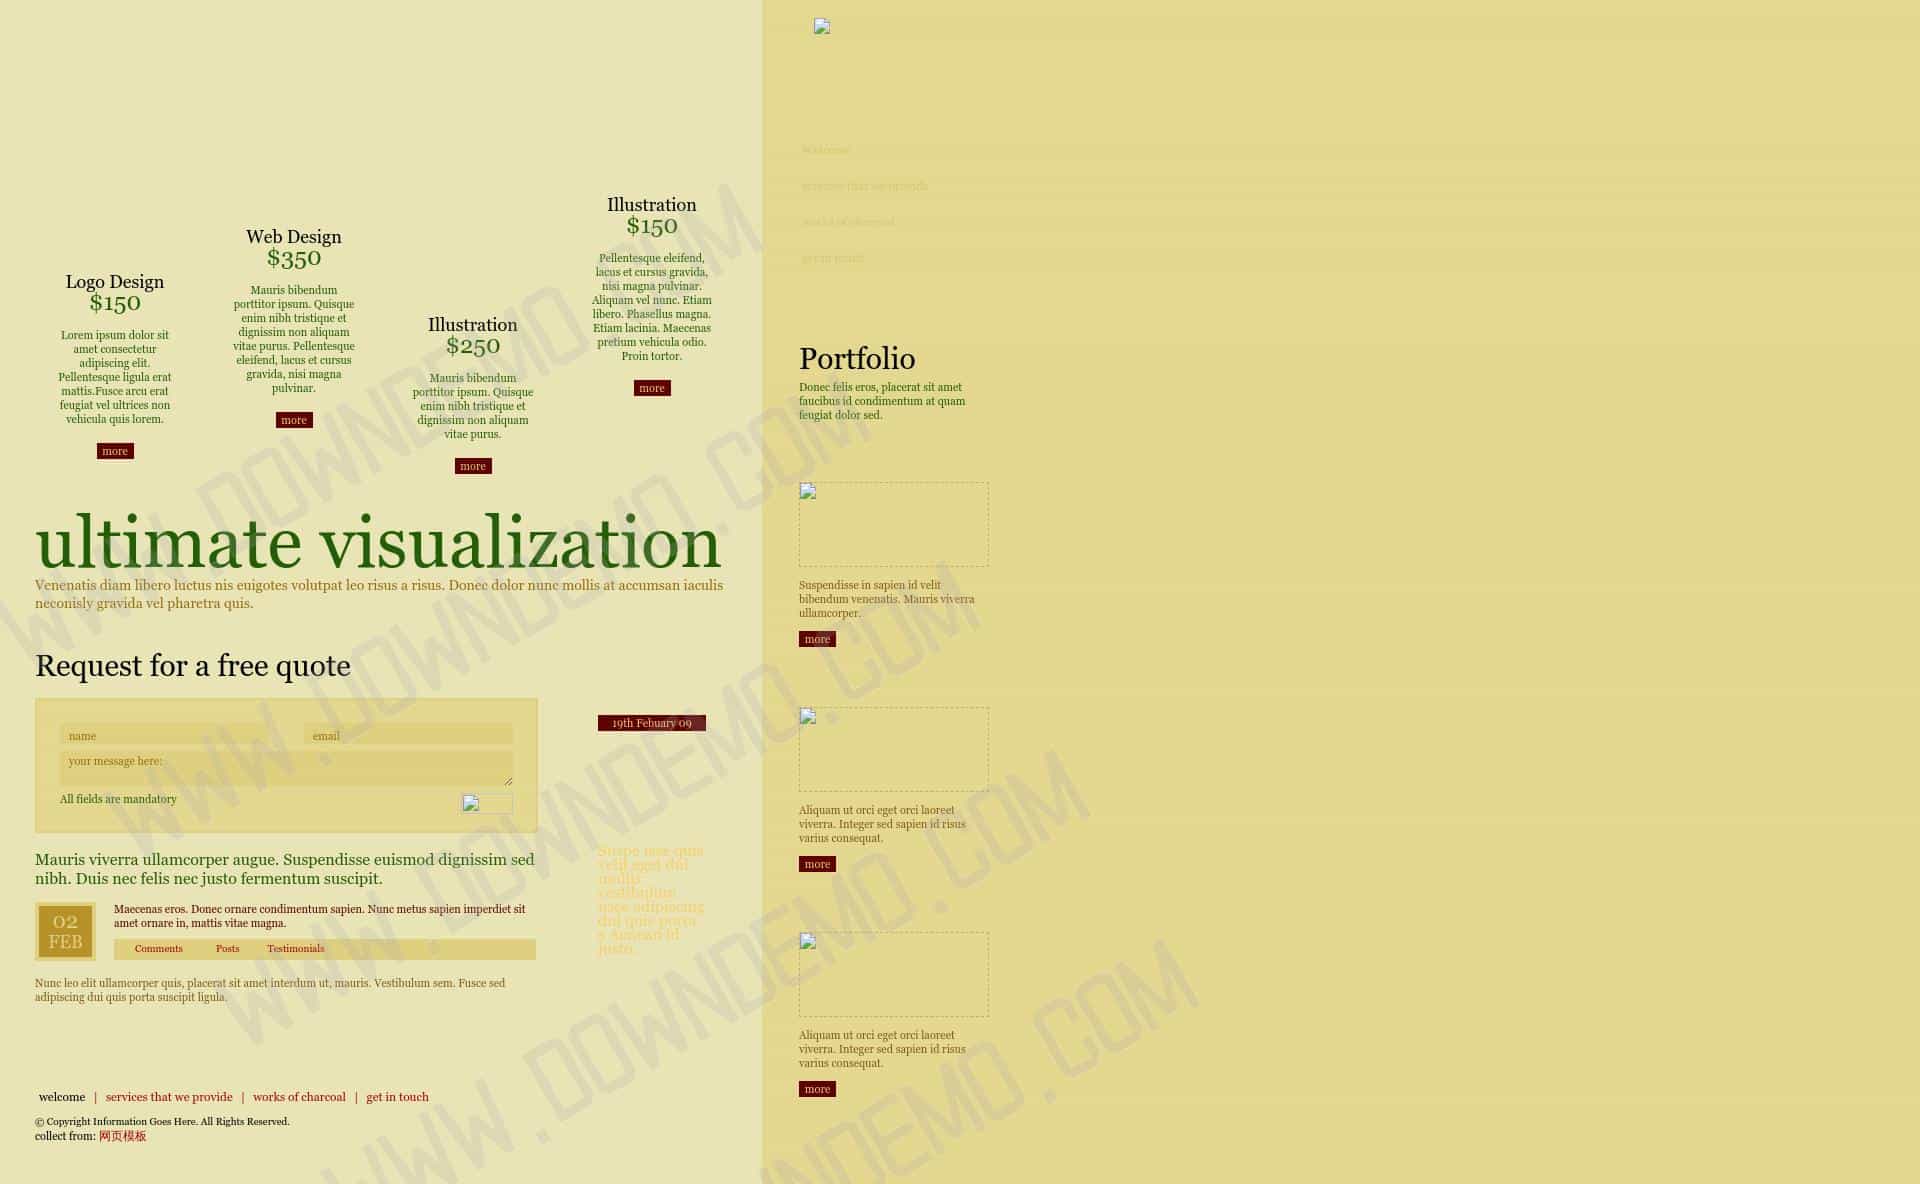 Welcome
services that we provide
works of charcoal
get in touch
Logo Design
$150
Lorem ipsum dolor sit
amet consectetur
adipiscing elit.
Pellentesque ligula erat
mattis.Fusce arcu erat
feugiat vel ultrices non
vehicula quis lorem.
more
Web Design
$350
Mauris bibendum
porttitor ipsum. Quisque
enim nibh tristique et
dignissim non aliquam
vitae purus. Pellentesque
eleifend, lacus et cursus
gravida, nisi magna
pulvinar.
more
Illustration
$250
Mauris bibendum
porttitor ipsum. Quisque
enim nibh tristique et
dignissim non aliquam
vitae purus.
more
Illustration
$150
Pellentesque eleifend,
lacus et cursus gravida,
nisi magna pulvinar.
Aliquam vel nunc. Etiam
libero. Phasellus magna.
Etiam lacinia. Maecenas
pretium vehicula odio.
Proin tortor.
more
ultimate visualization
Venenatis diam libero luctus nis euigotes volutpat leo risus a risus. Donec dolor nunc mollis at accumsan iaculis
neconisly gravida vel pharetra quis.
Request for a free quote
name
email
your message here:
All fields are mandatory
Mauris viverra ullamcorper augue. Suspendisse euismod dignissim sed
nibh. Duis nec felis nec justo fermentum suscipit.
02
FEB
Maecenas eros. Donec ornare condimentum sapien. Nunc metus sapien imperdiet sit
amet ornare in, mattis vitae magna.
Comments
Posts
Testimonials
Nunc leo elit ullamcorper quis, placerat sit amet interdum ut, mauris. Vestibulum sem. Fusce sed
adipiscing dui quis porta suscipit ligula.
19th Febuary 09
velit eget dui
mollis
vestibulum
adipiscing
dui quis porta
s Aenean id
justo.
Portfolio
Donec felis eros, placerat sit amet
faucibus id condimentum at quam
feugiat dolor sed.
Suspendisse in sapien id velit
bibendum venenatis. Mauris viverra
ullamcorper.
more
Aliquam ut orci eget orci laoreet
viverra. Integer sed sapien id risus
varius consequat.
more
Aliquam ut orci eget orci laoreet
viverra. Integer sed sapien id risus
varius consequat.
more
welcome | services that we provide | works of charcoal | get in touch
© Copyright Information Goes Here. All Rights Reserved.
collect from: 网页模板
WWW.DOWNDEMO.COM
WWW.DOWNDEMO.COM
WWW.DOWNDEMO.COM
WWW.DOWNDEMO.COM